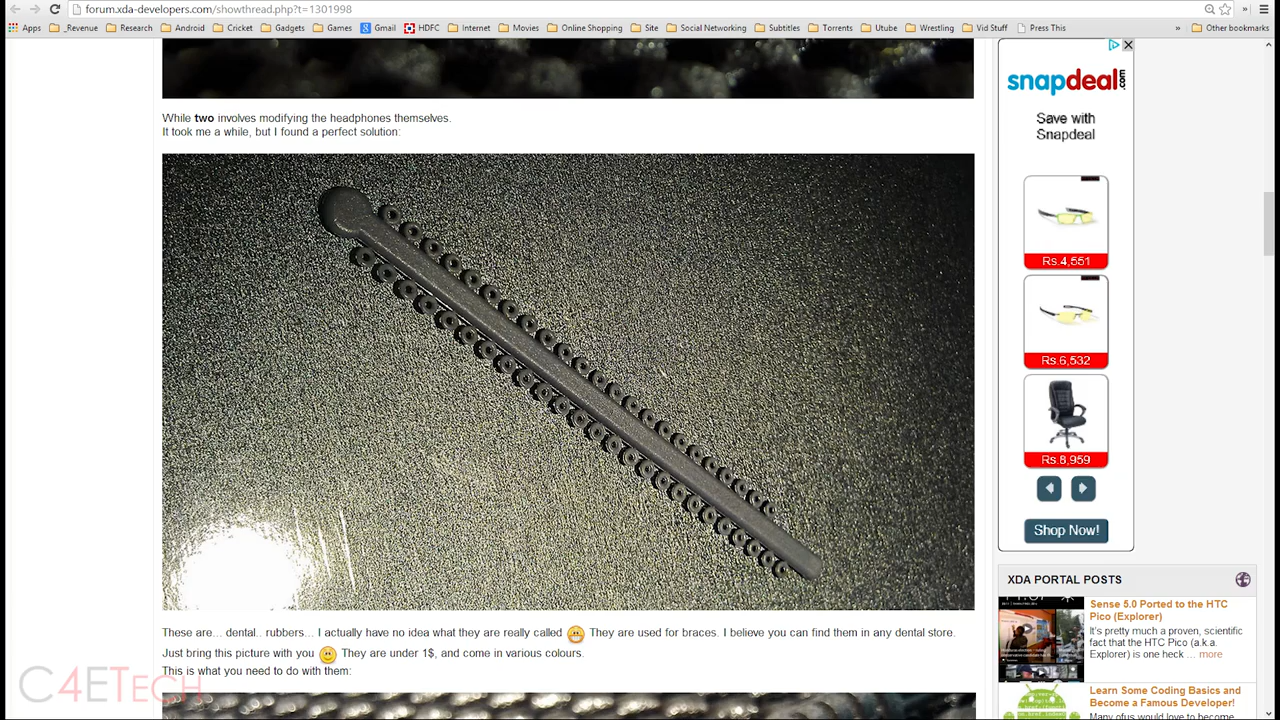 forum.xda-developers.com/showthread.php?t=1301998
Apps _Revenue Research Android Cricket Gadgets Games Gmail HDFC Internet Movies Online Shopping Site Social Networking Subtitles Torrents Utube Wrestling Vid Stuff Press This » Other bookmarks
While two involves modifying the headphones themselves.
It took me a while, but I found a perfect solution:
These are... dental.. rubbers... I actually have no idea what they are really called They are used for braces. I believe you can find them in any dental store.
Just bring this picture with you They are under 1$, and come in various colours.
This is what you need to do with them:
C4ETech
snapdeal.com
Save with
Snapdeal
Rs.4,551
Rs.6,532
Rs.8,959
Shop Now!
XDA PORTAL POSTS
Sense 5.0 Ported to the HTC
Pico (Explorer)
It's pretty much a proven, scientific
fact that the HTC Pico (a.k.a.
Explorer) is one heck ... more
Learn Some Coding Basics and
Become a Famous Developer!
Many of us would love to become